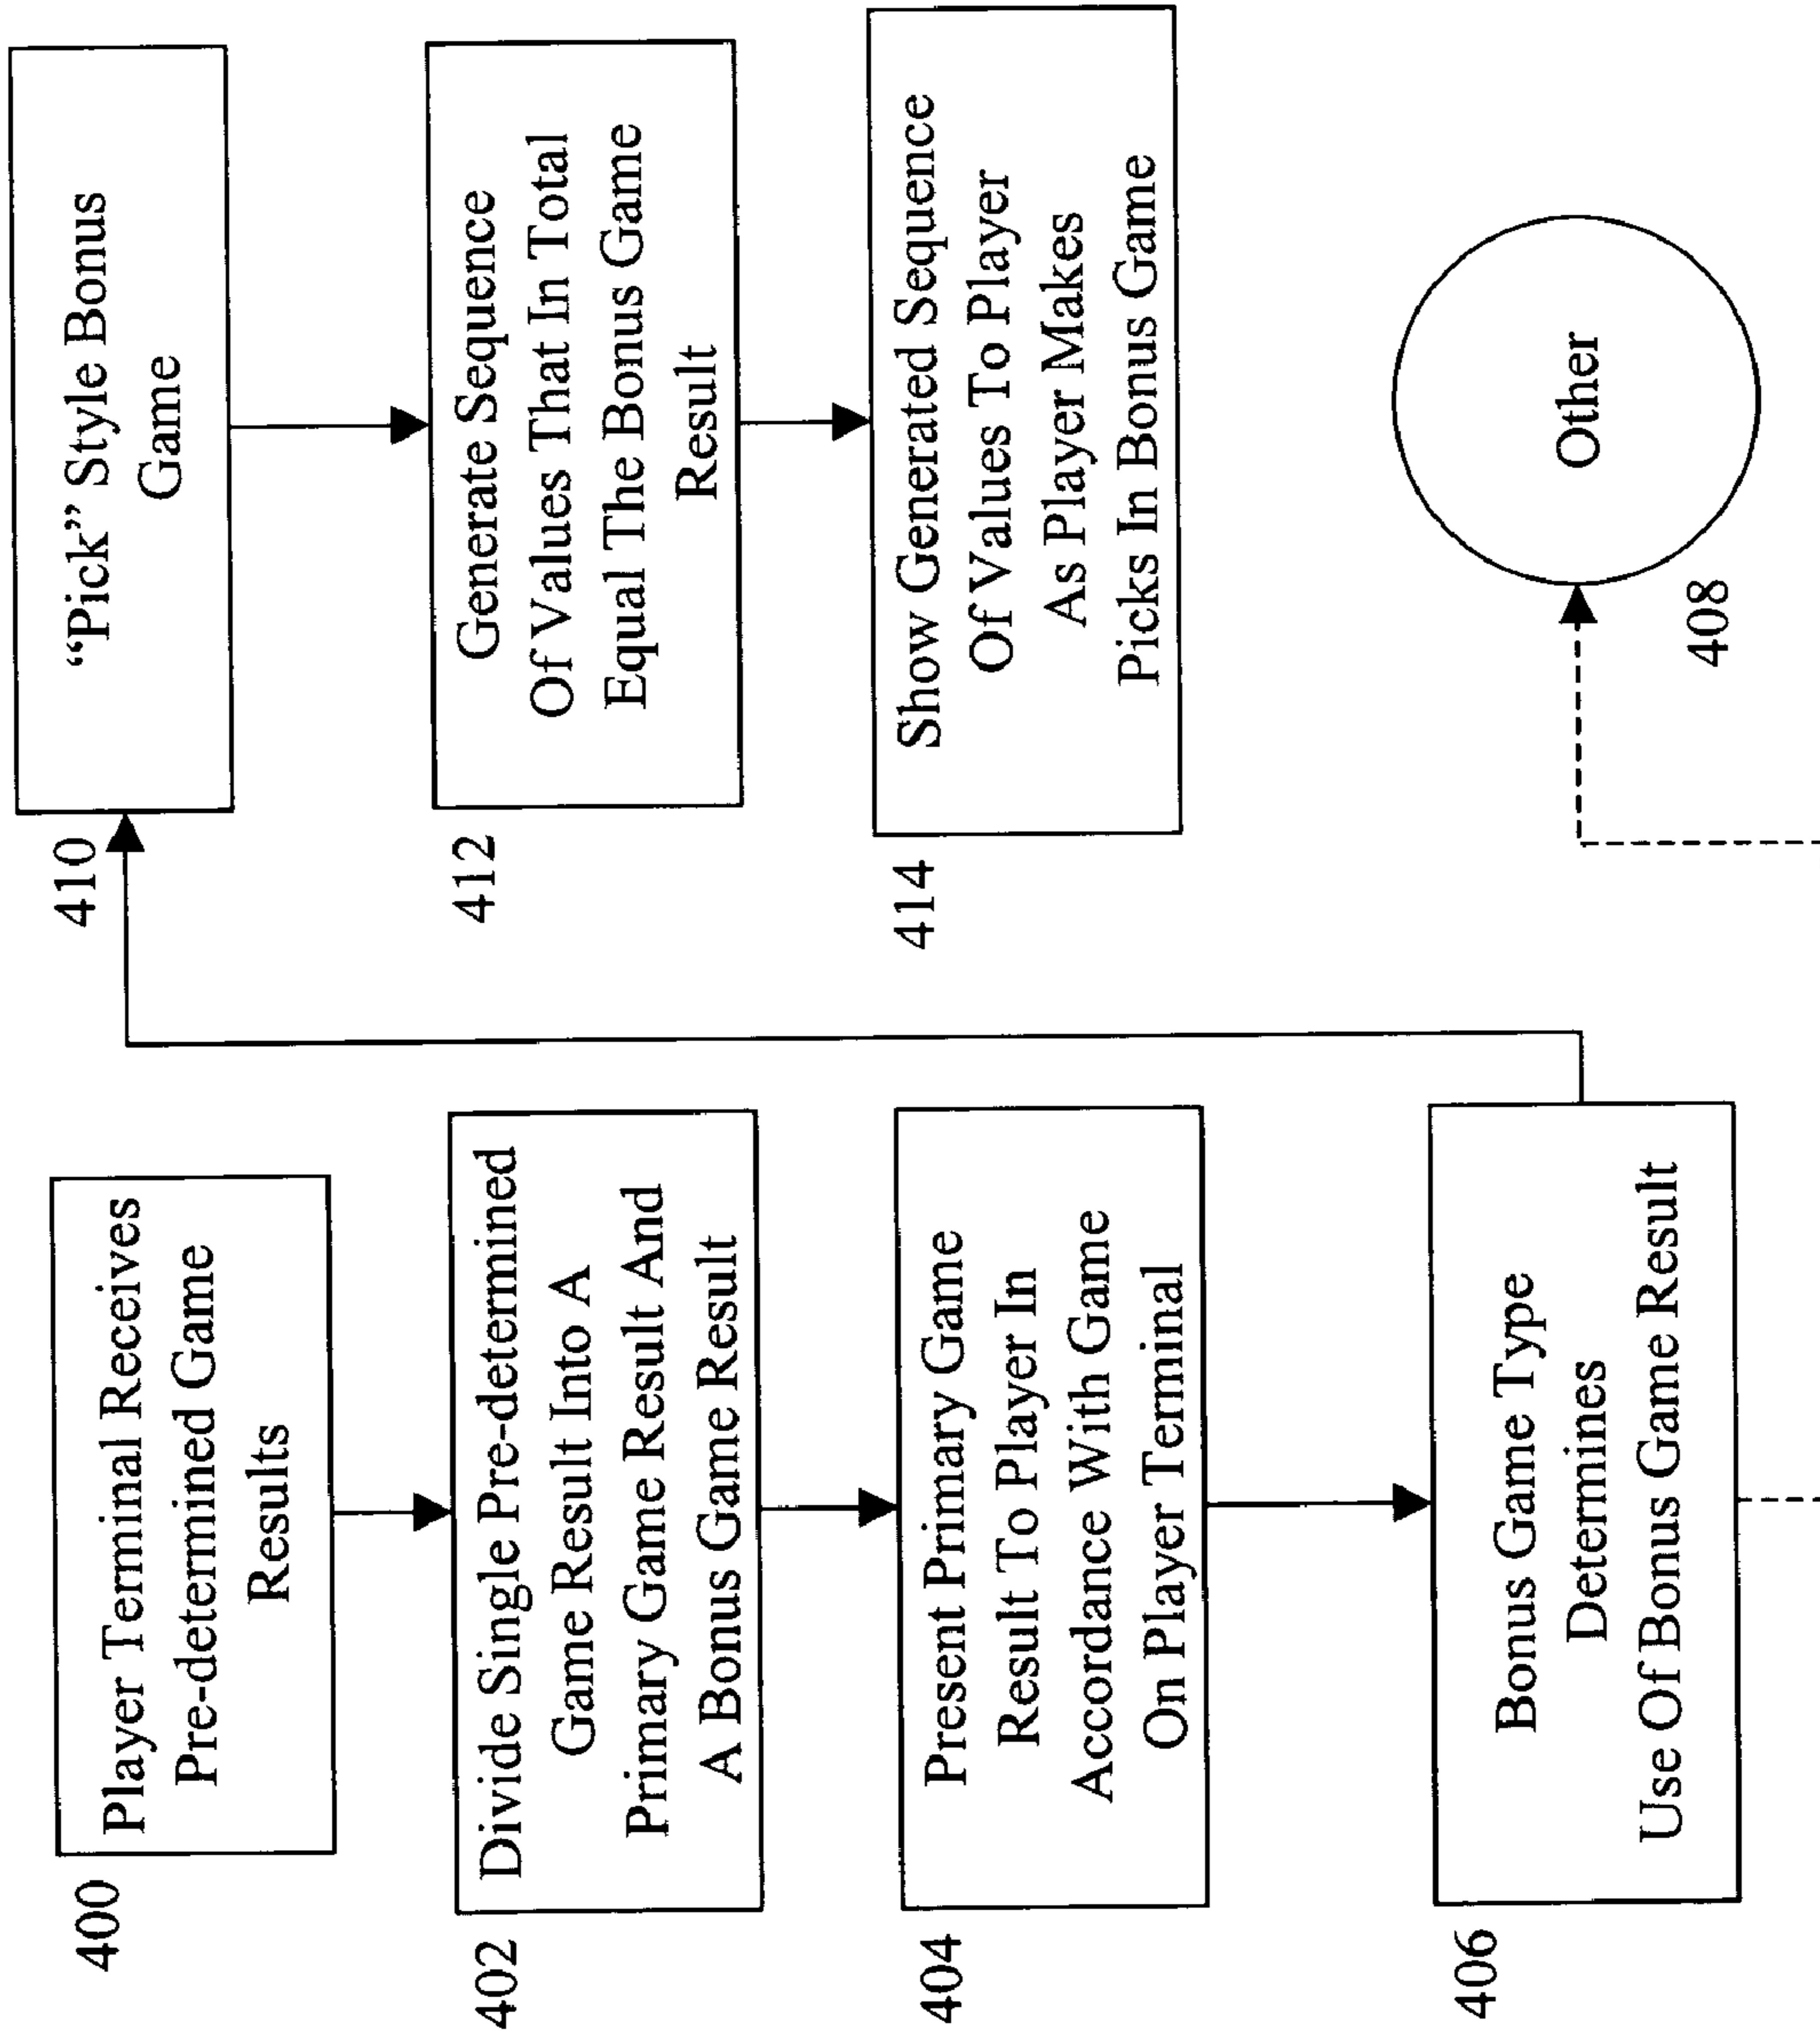 400
Player Terminal Receives
Pre-determined Game
Results
402
Divide Single Pre-determined
Game Result Into A
Primary Game Result And
A Bonus Game Result
404
Present Primary Game
Result To Player In
Accordance With Game
On Player Terminal
406
Bonus Game Type
Determines
Use Of Bonus Game Result
410
“Pick” Style Bonus
Game
412
Generate Sequence
Of Values That In Total
Equal The Bonus Game
Result
414
Show Generated Sequence
Of Values To Player
As Player Makes
Picks In Bonus Game
408
Other